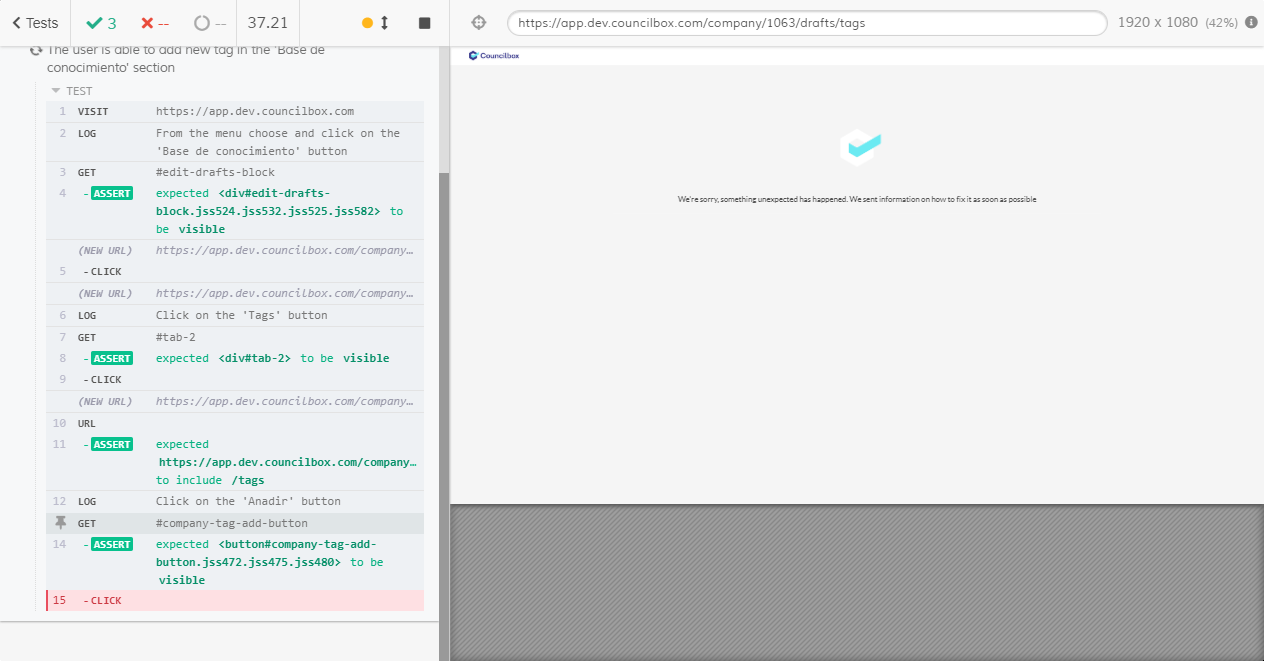 Tests 3 -- -- 37.21 https://app.dev.councilbox.com/company/1063/drafts/tags 1920 x 1080 (42%)
The user is able to add new tag in the 'Base de
conocimiento' section
TEST
1 VISIT https://app.dev.councilbox.com
2 LOG From the menu choose and click on the
'Base de conocimiento' button
3 GET #edit-drafts-block
4 - ASSERT expected <div#edit-drafts-
block.jss524.jss532.jss525.jss582> to
be visible
(NEW URL) https://app.dev.councilbox.com/company…
5 - CLICK
(NEW URL) https://app.dev.councilbox.com/company…
6 LOG Click on the 'Tags' button
7 GET #tab-2
8 - ASSERT expected <div#tab-2> to be visible
9 - CLICK
(NEW URL) https://app.dev.councilbox.com/company…
10 URL
11 - ASSERT expected
https://app.dev.councilbox.com/company…
to include /tags
12 LOG Click on the 'Anadir' button
GET #company-tag-add-button
14 - ASSERT expected <button#company-tag-add-
button.jss472.jss475.jss480> to be
visible
15 - CLICK
Councilbox
We're sorry, something unexpected has happened. We sent information on how to fix it as soon as possible